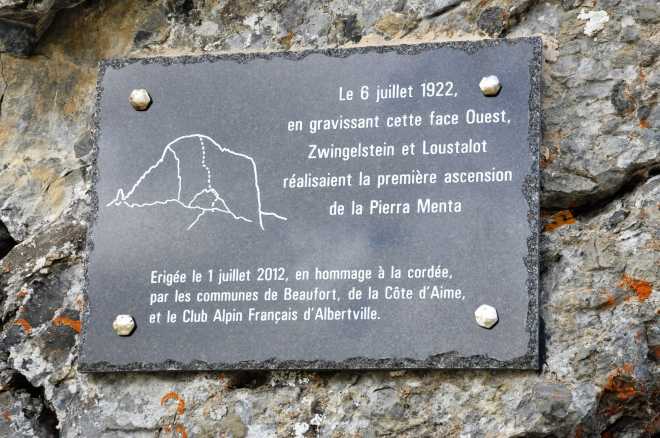 Le 6 juillet 1922,
en gravissant cette face Ouest,
Zwingelstein et Loustalot
réalisaient la première ascension
de la Pierra Menta
Erigée le 1 juillet 2012, en hommage à la cordée,
par les communes de Beaufort, de la Côte d'Aime,
et le Club Alpin Français d'Albertville.